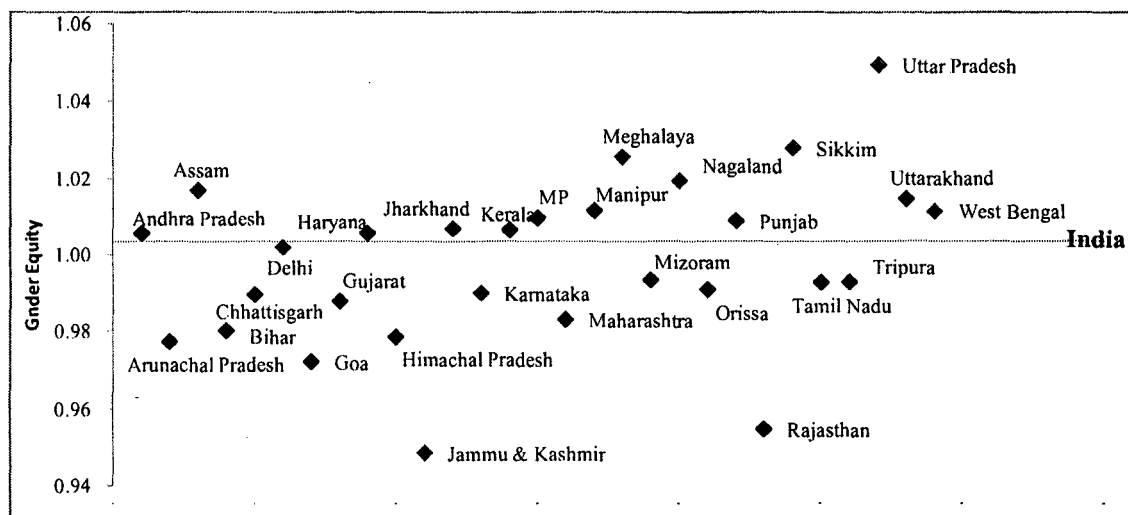 1.06
Uttar Pradesh
1.04
Meghalaya
Sikkim
Assam
Nagaland
Uttarakhand
1.02
MP
Manipur
Andhra Pradesh
Haryana
Jharkhand
Kerala
Punjab
West Bengal
India
1.00
Delhi
Mizoram
Tripura
Gujarat
Karnataka
Chhattisgarh
Orissa
Tamil Nadu
Maharashtra
0.98
Bihar
Arunachal Pradesh
Goa
Himachal Pradesh
0.96
Rajasthan
Jammu & Kashmir
0.94
Gnder Equity